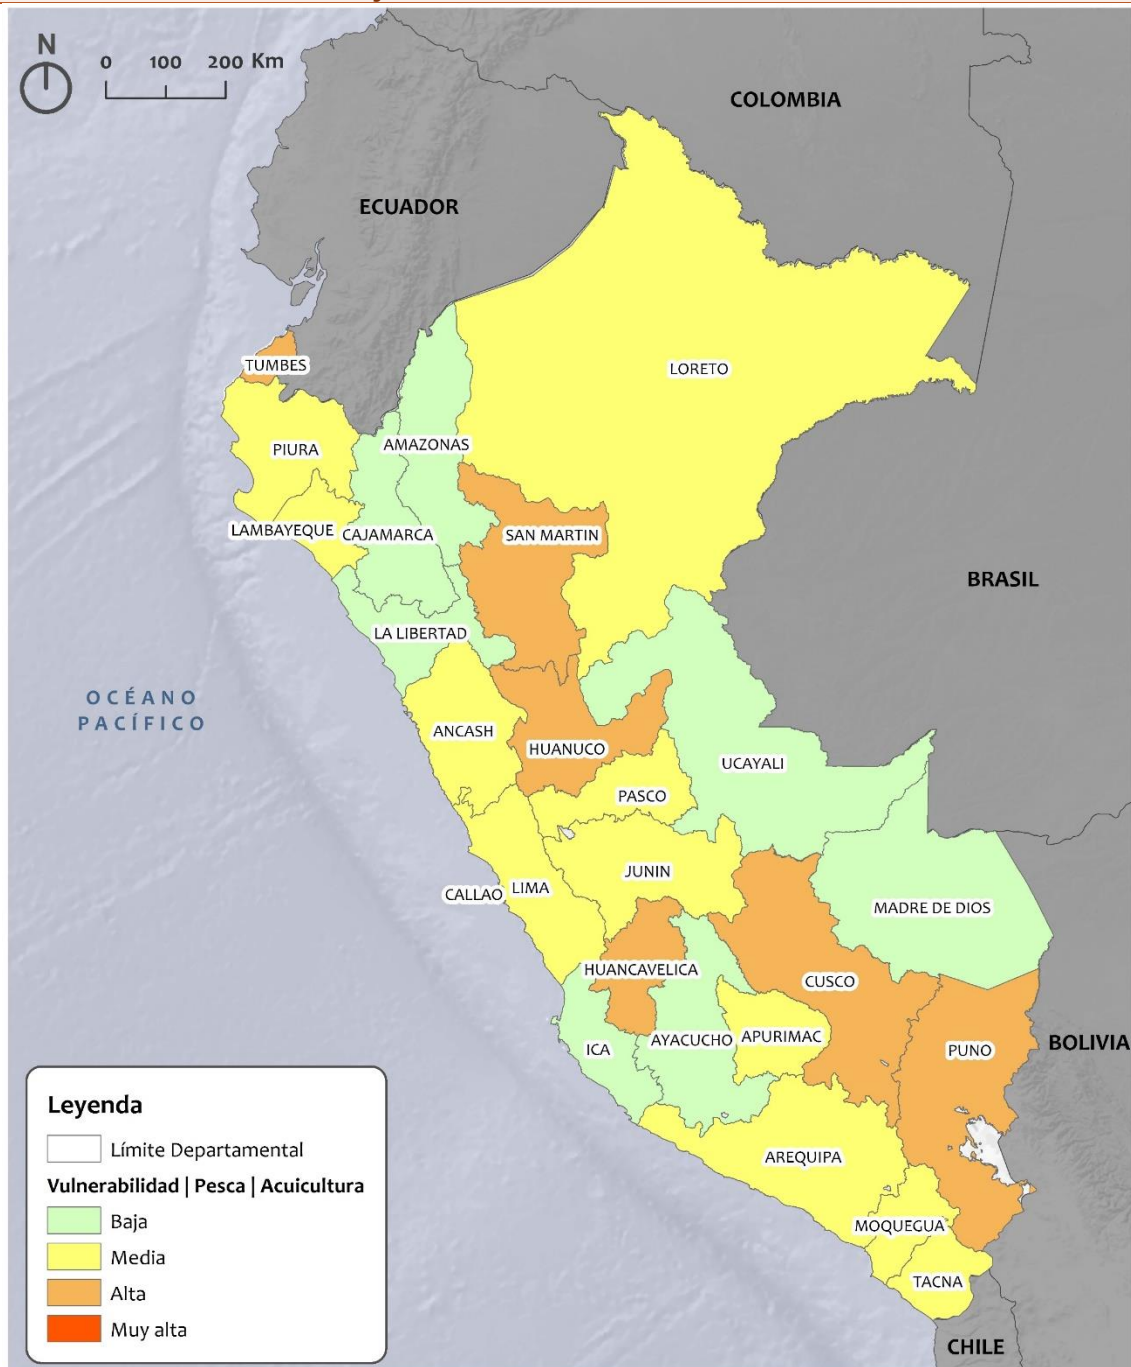 N
0 100 200 Km
COLOMBIA
ECUADOR
LORETO
TUMBES
AMAZONAS
PIURA
LAMBAYEQUE
CAJAMARCA
SAN MARTIN
BRASIL
LA LIBERTAD
OCÉANO
PACÍFICO
ANCASH
HUANUCO
UCAYALI
PASCO
JUNIN
CALLAO
LIMA
MADRE DE DIOS
HUANCAVELICA
CUSCO
ICA
AYACUCHO
APURIMAC
PUNO
BOLIVIA
AREQUIPA
MOQUEGUA
TACNA
CHILE
Leyenda
Límite Departamental
Vulnerabilidad | Pesca | Acuicultura
Baja
Media
Alta
Muy alta